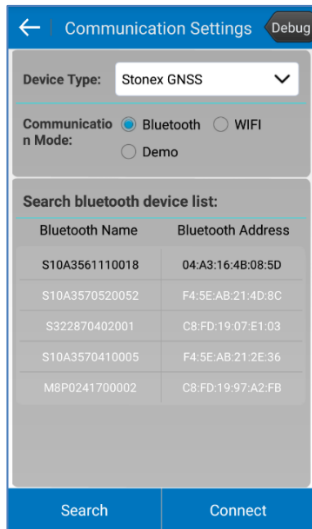 Communication Settings Debug
Device Type: Stonex GNSS
Communicatio
n Mode:
Bluetooth WIFI
Demo
Search bluetooth device list:
Bluetooth Name Bluetooth Address
S10A3561110018 04:A3:16:4B:08:5D
S10A3570520052 F4:5E:AB:21:4D:8C
S322870402001 C8:FD:19:07:E1:03
S10A3570410005 F4:5E:AB:21:2E:36
M8P0241700002 C8:FD:19:97:A2:FB
Search Connect